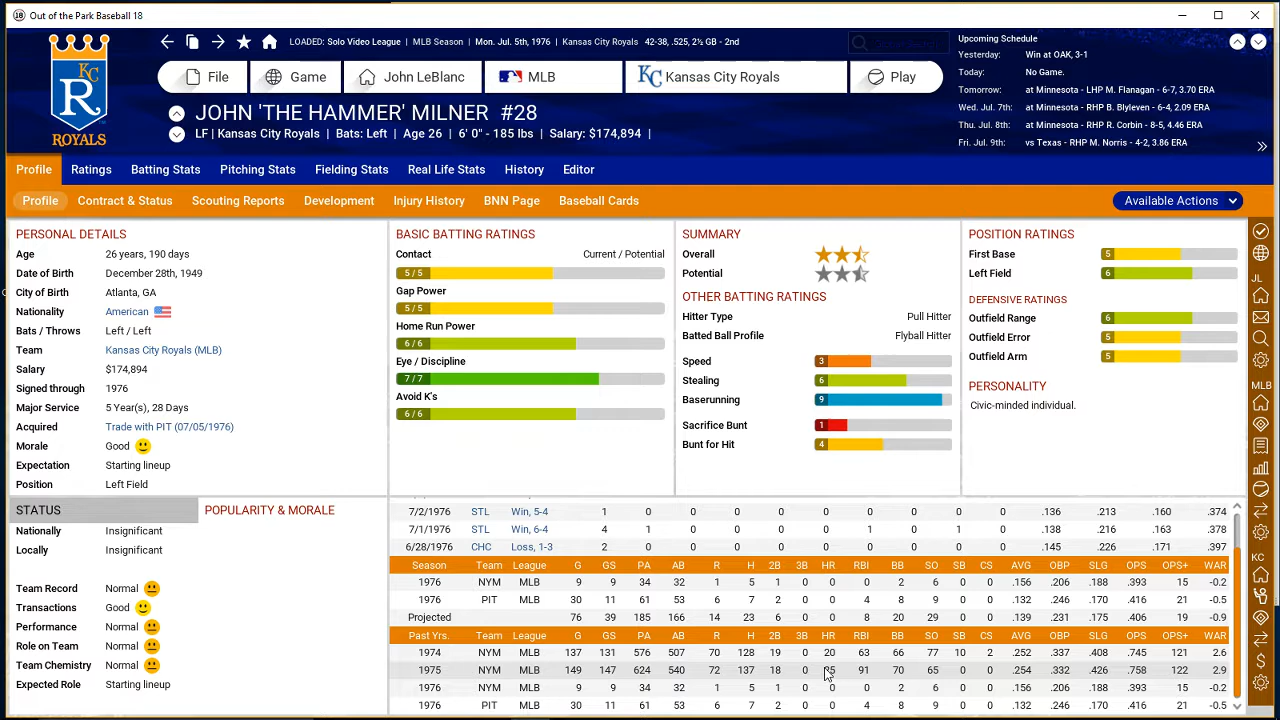 Out of the Park Baseball 18
LOADED: Solo Video League | MLB Season | Mon. Jul. 5th, 1976 | Kansas City Royals 42-38, .525, 2½ GB - 2nd
Upcoming Schedule
Yesterday: Win at OAK, 3-1
Today: No Game.
Tomorrow: at Minnesota - LHP M. Flanagan - 6-7, 3.70 ERA
Wed. Jul. 7th: at Minnesota - RHP B. Blyleven - 6-4, 2.09 ERA
Thu. Jul. 8th: at Minnesota - RHP R. Corbin - 8-5, 4.46 ERA
Fri. Jul. 9th: vs Texas - RHP M. Norris - 4-2, 3.86 ERA
KC
R
ROYALS
File Game John LeBlanc MLB Kansas City Royals Play
JOHN 'THE HAMMER' MILNER #28
LF | Kansas City Royals | Bats: Left | Age 26 | 6' 0" - 185 lbs | Salary: $174,894 |
Profile Ratings Batting Stats Pitching Stats Fielding Stats Real Life Stats History Editor
Profile Contract & Status Scouting Reports Development Injury History BNN Page Baseball Cards Available Actions
PERSONAL DETAILS
Age 26 years, 190 days
Date of Birth December 28th, 1949
City of Birth Atlanta, GA
Nationality American
Bats / Throws Left / Left
Team Kansas City Royals (MLB)
Salary $174,894
Signed through 1976
Major Service 5 Year(s), 28 Days
Acquired Trade with PIT (07/05/1976)
Morale Good
Expectation Starting lineup
Position Left Field
BASIC BATTING RATINGS
Contact Current / Potential
5 / 5
Gap Power
5 / 5
Home Run Power
6 / 6
Eye / Discipline
7 / 7
Avoid K's
6 / 6
SUMMARY
Overall
Potential
OTHER BATTING RATINGS
Hitter Type Pull Hitter
Batted Ball Profile Flyball Hitter
Speed 3
Stealing 6
Baserunning 9
Sacrifice Bunt 1
Bunt for Hit 4
POSITION RATINGS
First Base 5
Left Field 6
DEFENSIVE RATINGS
Outfield Range 6
Outfield Error 5
Outfield Arm 5
PERSONALITY
Civic-minded individual.
JL
MLB
KC
STATUS POPULARITY & MORALE
Nationally Insignificant
Locally Insignificant
Team Record Normal
Transactions Good
Performance Normal
Role on Team Normal
Team Chemistry Normal
Expected Role Starting lineup
7/2/1976 STL Win, 5-4 1 0 0 0 0 0 0 0 0 0 0 .136 .213 .160 .374
7/1/1976 STL Win, 6-4 4 1 0 0 0 0 1 0 0 1 0 .138 .216 .163 .378
6/28/1976 CHC Loss, 1-3 2 0 0 0 0 0 0 0 0 0 0 .145 .226 .171 .397
Season Team League G GS PA AB R H 2B 3B HR RBI BB SO SB CS AVG OBP SLG OPS OPS+ WAR
1976 NYM MLB 9 9 34 32 1 5 1 0 0 0 2 6 0 0 .156 .206 .188 .393 15 -0.2
1976 PIT MLB 30 11 61 53 6 7 2 0 0 4 8 9 0 0 .132 .246 .170 .416 21 -0.5
Projected 76 39 185 166 14 23 6 0 0 8 20 29 0 0 .139 .231 .175 .406 19 -0.9
Past Yrs. Team League G GS PA AB R H 2B 3B HR RBI BB SO SB CS AVG OBP SLG OPS OPS+ WAR
1974 NYM MLB 137 131 576 507 70 128 19 0 20 63 66 77 10 2 .252 .337 .408 .745 121 2.6
1975 NYM MLB 149 147 624 540 72 137 18 0 91 70 65 0 0 .254 .332 .426 .758 122 2.9
1976 NYM MLB 9 9 34 32 1 5 1 0 0 0 2 6 0 0 .156 .206 .188 .393 15 -0.2
1976 PIT MLB 30 11 61 53 6 7 2 0 0 4 8 9 0 0 .132 .246 .170 .416 21 -0.5